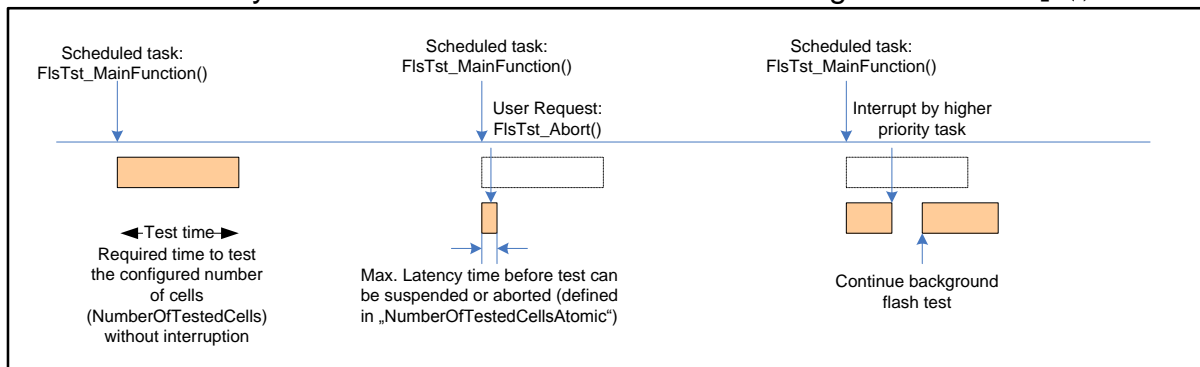 Scheduled task:
FlsTst_MainFunction()
Scheduled task:
FlsTst_MainFunction()
Scheduled task:
FlsTst_MainFunction()
User Request:
FlsTst_Abort()
Interrupt by higher
priority task
Test time
Required time to test
the configured number
of cells
(NumberOfTestedCells)
without interruption
Max. Latency time before test can
be suspended or aborted (defined
in „NumberOfTestedCellsAtomic“)
Continue background
flash test